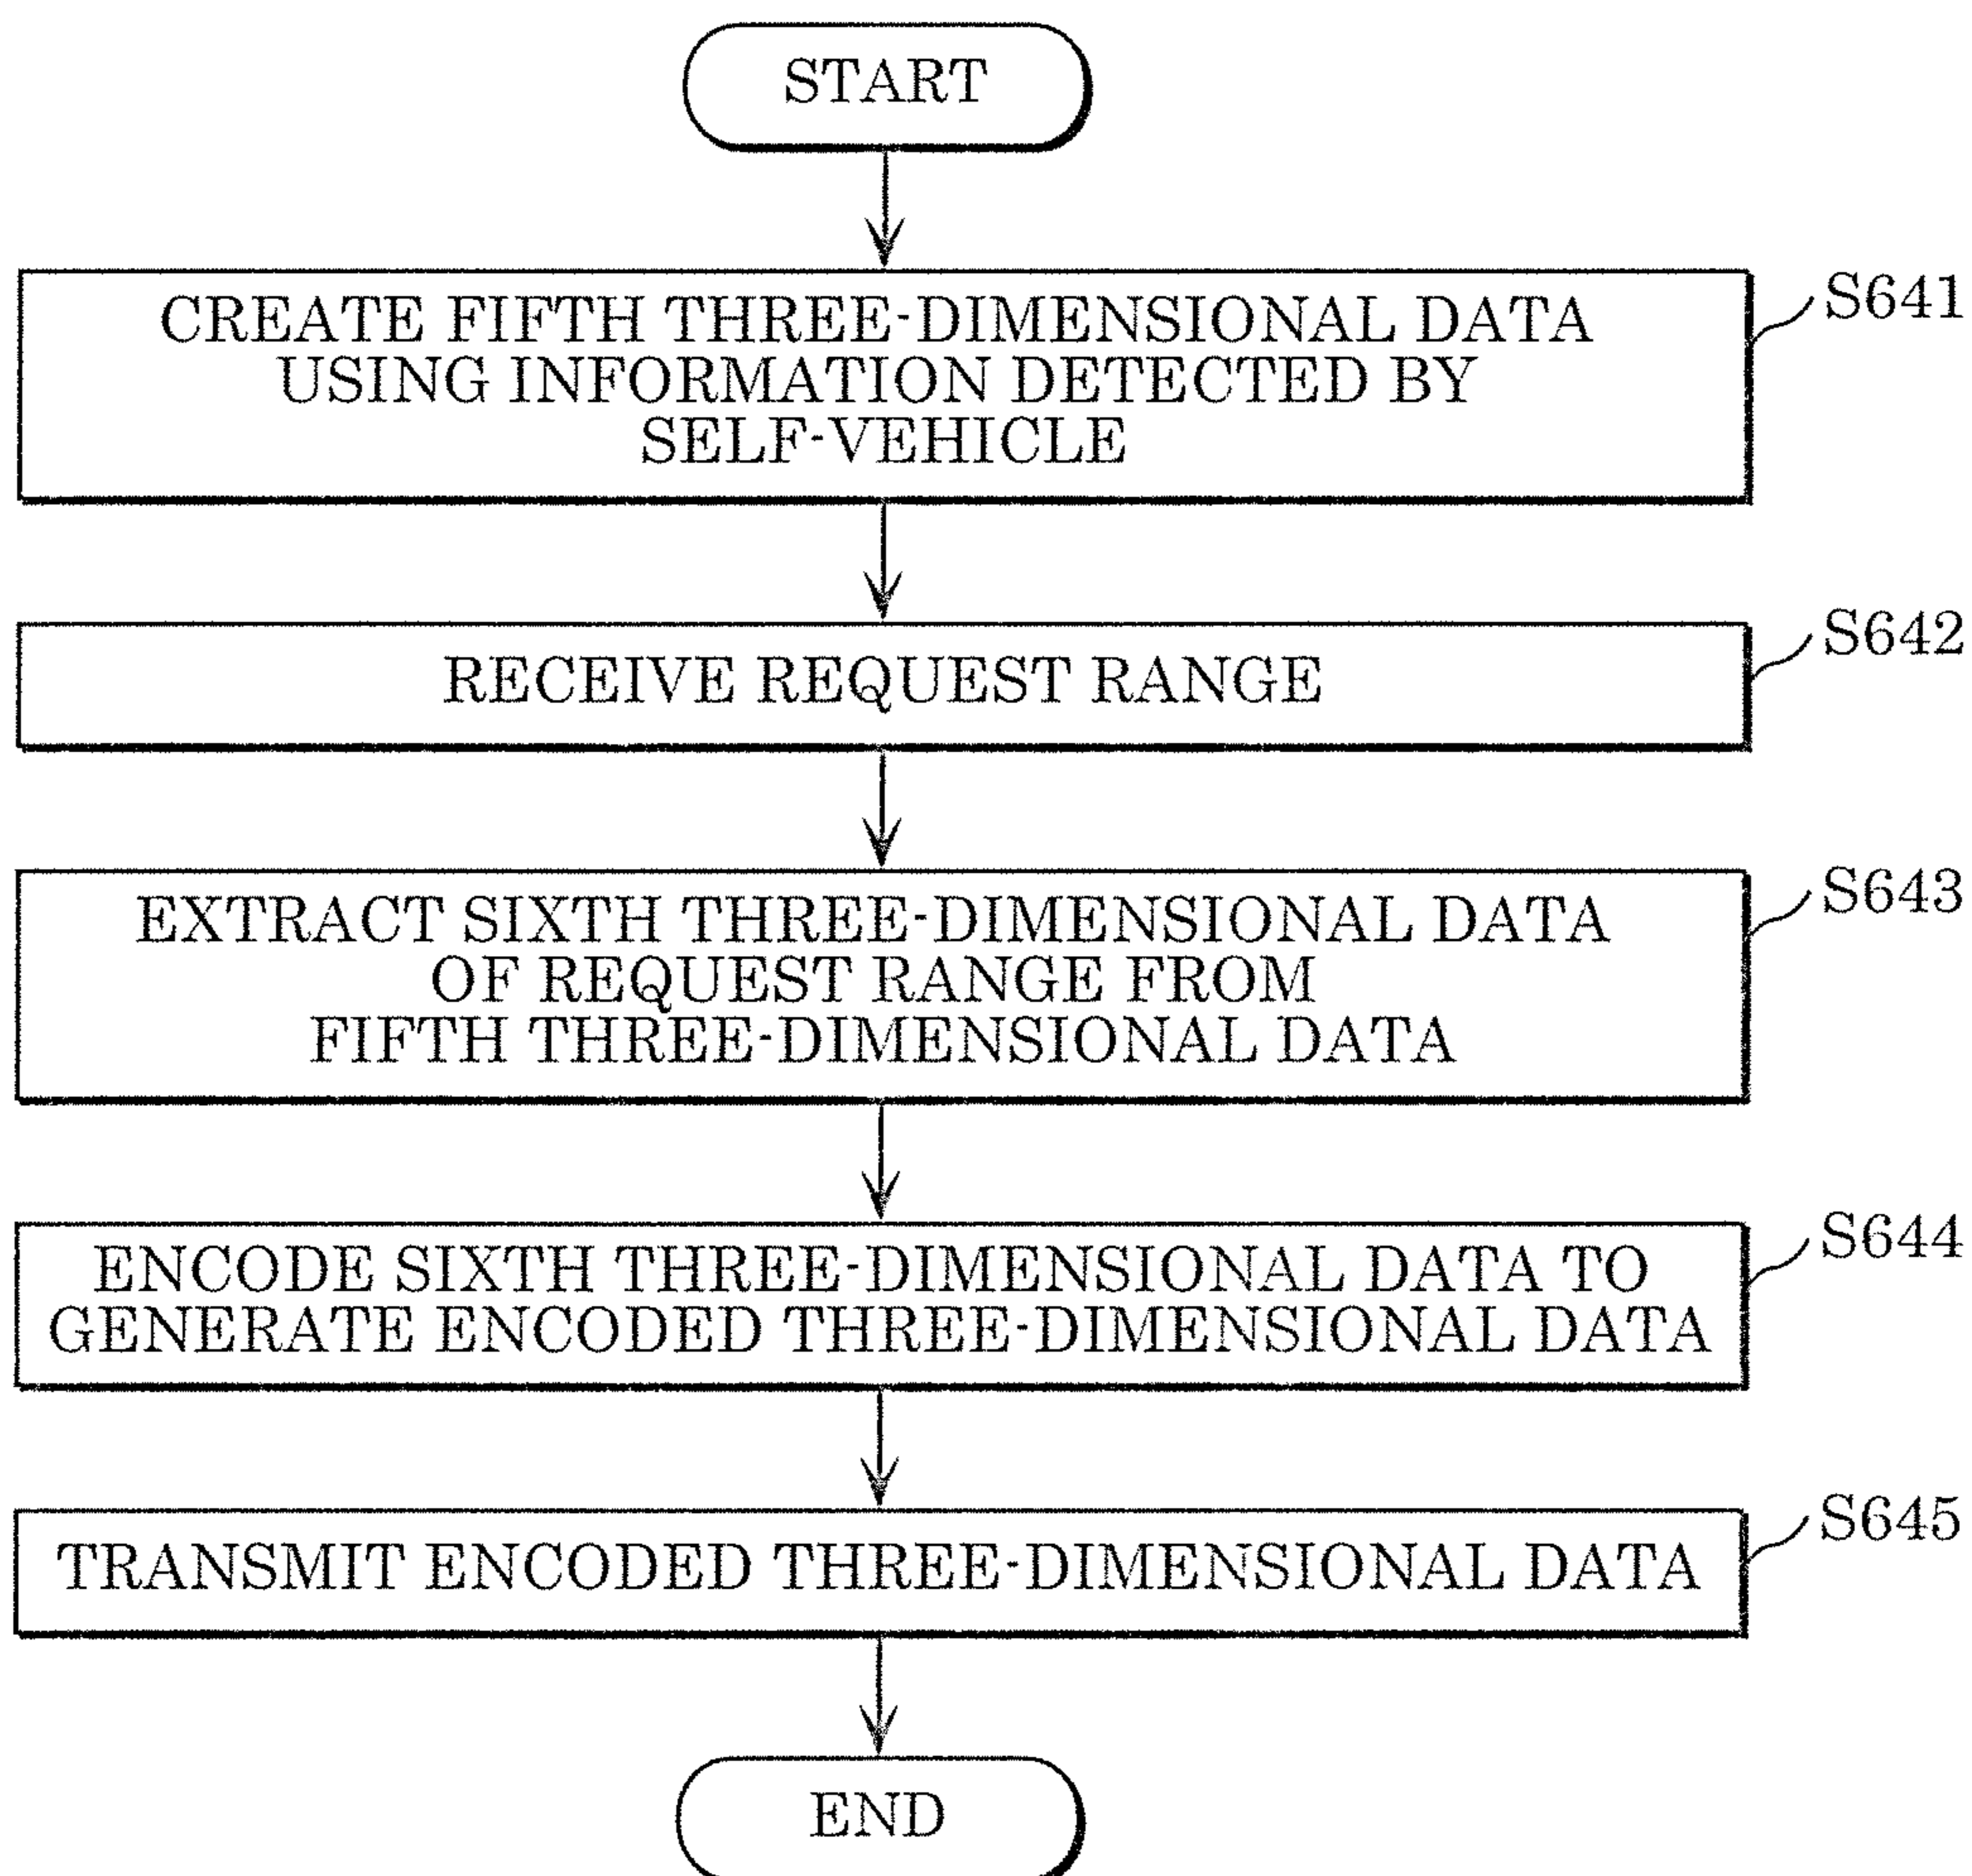 START
CREATE FIFTH THREE-DIMENSIONAL DATA
USING INFORMATION DETECTED BY
SELF-VEHICLE
S641
RECEIVE REQUEST RANGE
S642
EXTRACT SIXTH THREE-DIMENSIONAL DATA
OF REQUEST RANGE FROM
FIFTH THREE-DIMENSIONAL DATA
S643
ENCODE SIXTH THREE-DIMENSIONAL DATA TO
GENERATE ENCODED THREE-DIMENSIONAL DATA
S644
TRANSMIT ENCODED THREE-DIMENSIONAL DATA
S645
END